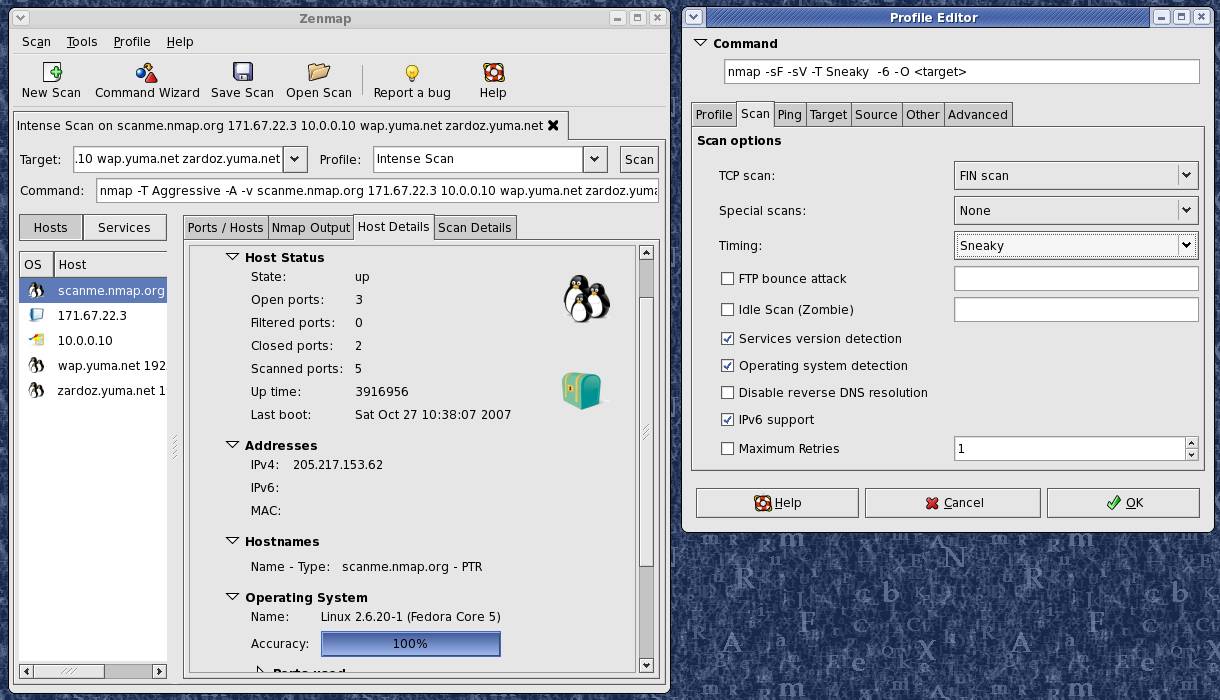 Zenmap
Scan Tools Profile Help
New Scan Command Wizard Save Scan Open Scan Report a bug Help
Intense Scan on scanme.nmap.org 171.67.22.3 10.0.0.10 wap.yuma.net zardoz.yuma.net
Target: .10 wap.yuma.net zardoz.yuma.net Profile: Intense Scan Scan
Command: nmap -T Aggressive -A -v scanme.nmap.org 171.67.22.3 10.0.0.10 wap.yuma.net zardoz.yuma
Hosts Services
OS Host
scanme.nmap.org
171.67.22.3
10.0.0.10
wap.yuma.net 192
zardoz.yuma.net 1
Ports / Hosts Nmap Output Host Details Scan Details
Host Status
State: up
Open ports: 3
Filtered ports: 0
Closed ports: 2
Scanned ports: 5
Up time: 3916956
Last boot: Sat Oct 27 10:38:07 2007
Addresses
IPv4: 205.217.153.62
IPv6:
MAC:
Hostnames
Name - Type: scanme.nmap.org - PTR
Operating System
Name: Linux 2.6.20-1 (Fedora Core 5)
Accuracy: 100%
Ports used
Profile Editor
Command
nmap -sF -sV -T Sneaky  -6 -O <target>
Profile Scan Ping Target Source Other Advanced
Scan options
TCP scan: FIN scan
Special scans: None
Timing: Sneaky
FTP bounce attack
Idle Scan (Zombie)
Services version detection
Operating system detection
Disable reverse DNS resolution
IPv6 support
Maximum Retries 1
Help Cancel OK